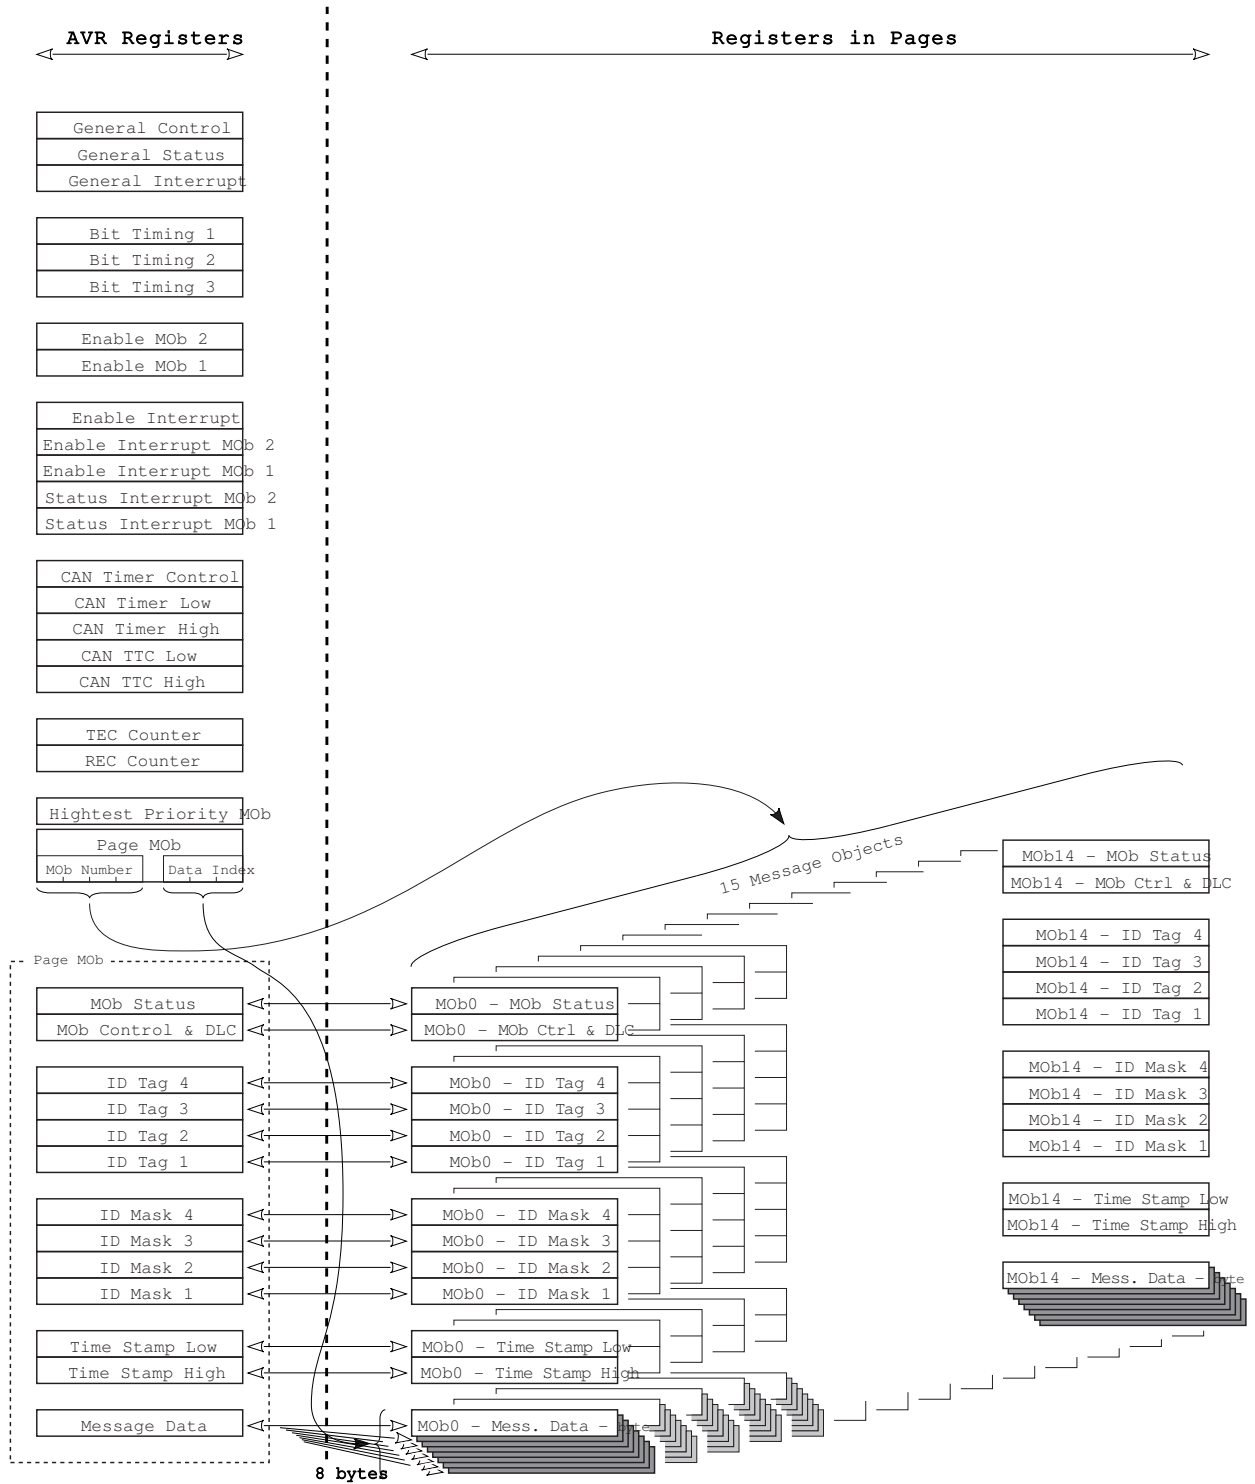 AVR Registers
Registers in Pages
General Control
General Status
General Interrupt
Bit Timing 1
Bit Timing 2
Bit Timing 3
Enable MOb 2
Enable MOb 1
Enable Interrupt
Enable Interrupt MOb 2
Enable Interrupt MOb 1
Status Interrupt MOb 2
Status Interrupt MOb 1
CAN Timer Control
CAN Timer Low
CAN Timer High
CAN TTC Low
CAN TTC High
TEC Counter
REC Counter
Hightest Priority MOb
Page MOb
MOb Number
Data Index
Page MOb
MOb Status
MOb Control & DLC
ID Tag 4
ID Tag 3
ID Tag 2
ID Tag 1
ID Mask 4
ID Mask 3
ID Mask 2
ID Mask 1
Time Stamp Low
Time Stamp High
Message Data
8 bytes
MOb0 - MOb Status
MOb0 - MOb Ctrl & DLC
MOb0 - ID Tag 4
MOb0 - ID Tag 3
MOb0 - ID Tag 2
MOb0 - ID Tag 1
MOb0 - ID Mask 4
MOb0 - ID Mask 3
MOb0 - ID Mask 2
MOb0 - ID Mask 1
MOb0 - Time Stamp Low
MOb0 - Time Stamp High
MOb0 - Mess. Data - byte
15 Message Objects
MOb14 - MOb Status
MOb14 - MOb Ctrl & DLC
MOb14 - ID Tag 4
MOb14 - ID Tag 3
MOb14 - ID Tag 2
MOb14 - ID Tag 1
MOb14 - ID Mask 4
MOb14 - ID Mask 3
MOb14 - ID Mask 2
MOb14 - ID Mask 1
MOb14 - Time Stamp Low
MOb14 - Time Stamp High
MOb14 - Mess. Data - byte